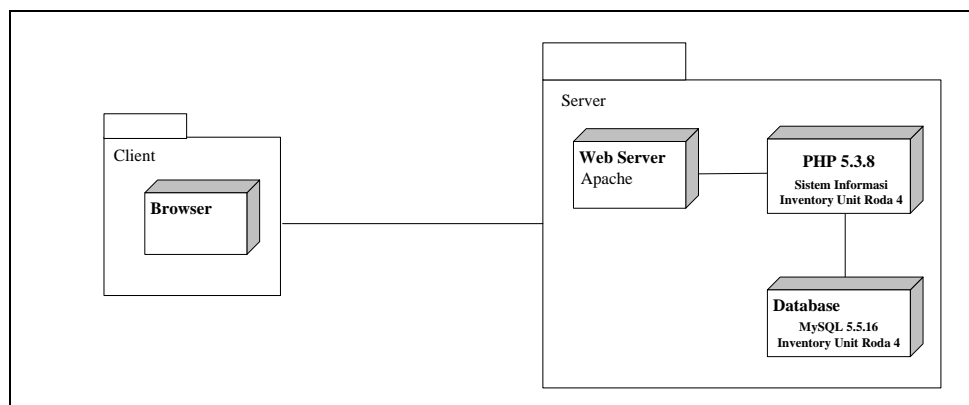 Client
Browser
Server
Web Server
Apache
PHP 5.3.8
Sistem Informasi
Inventory Unit Roda 4
Database
MySQL 5.5.16
Inventory Unit Roda 4